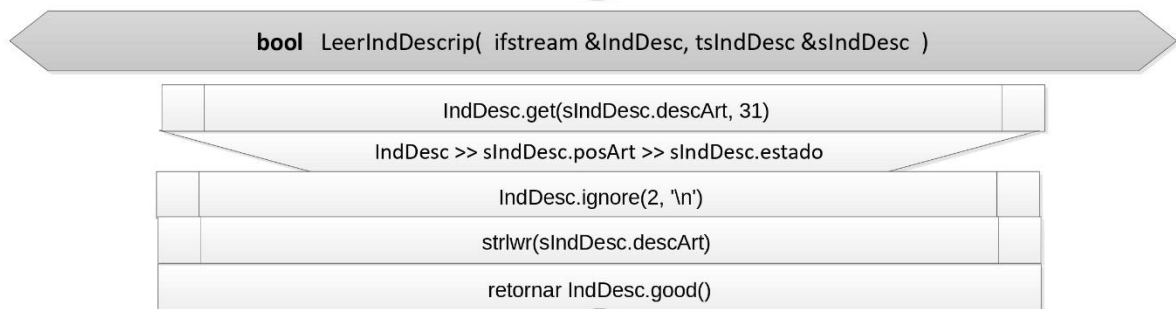 bool LeerIndDescrip( ifstream &IndDesc, tsIndDesc &sIndDesc )
IndDesc.get(sIndDesc.descArt, 31)
IndDesc >> sIndDesc.posArt >> sIndDesc.estado
IndDesc.ignore(2, '\n')
strlwr(sIndDesc.descArt)
retornar IndDesc.good()